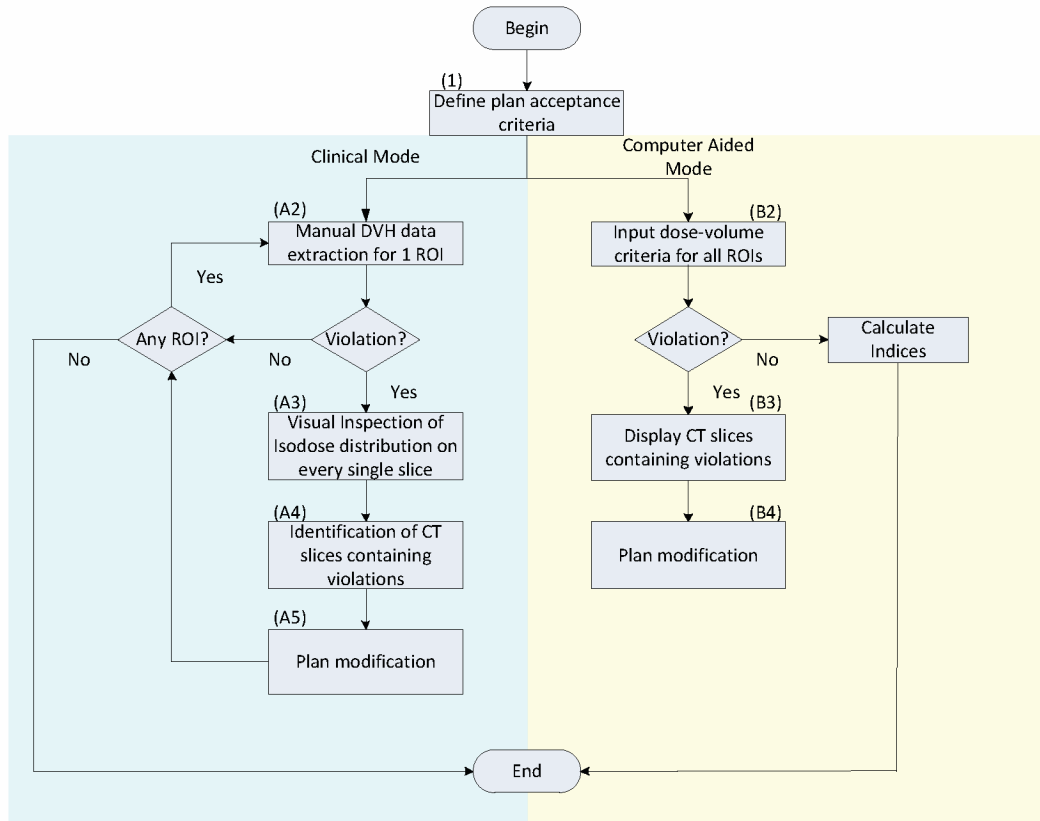 Begin
(1)
Define plan acceptance
criteria
Clinical Mode
Computer Aided
Mode
(A2)
Manual DVH data
extraction for 1 ROI
(B2)
Input dose-volume
criteria for all ROIs
Yes
Any ROI?
No
No
Violation?
Yes
Violation?
No
Yes
Calculate
Indices
(A3)
Visual Inspection of
Isodose distribution on
every single slice
(B3)
Display CT slices
containing violations
(A4)
Identification of CT
slices containing
violations
(B4)
Plan modification
(A5)
Plan modification
End